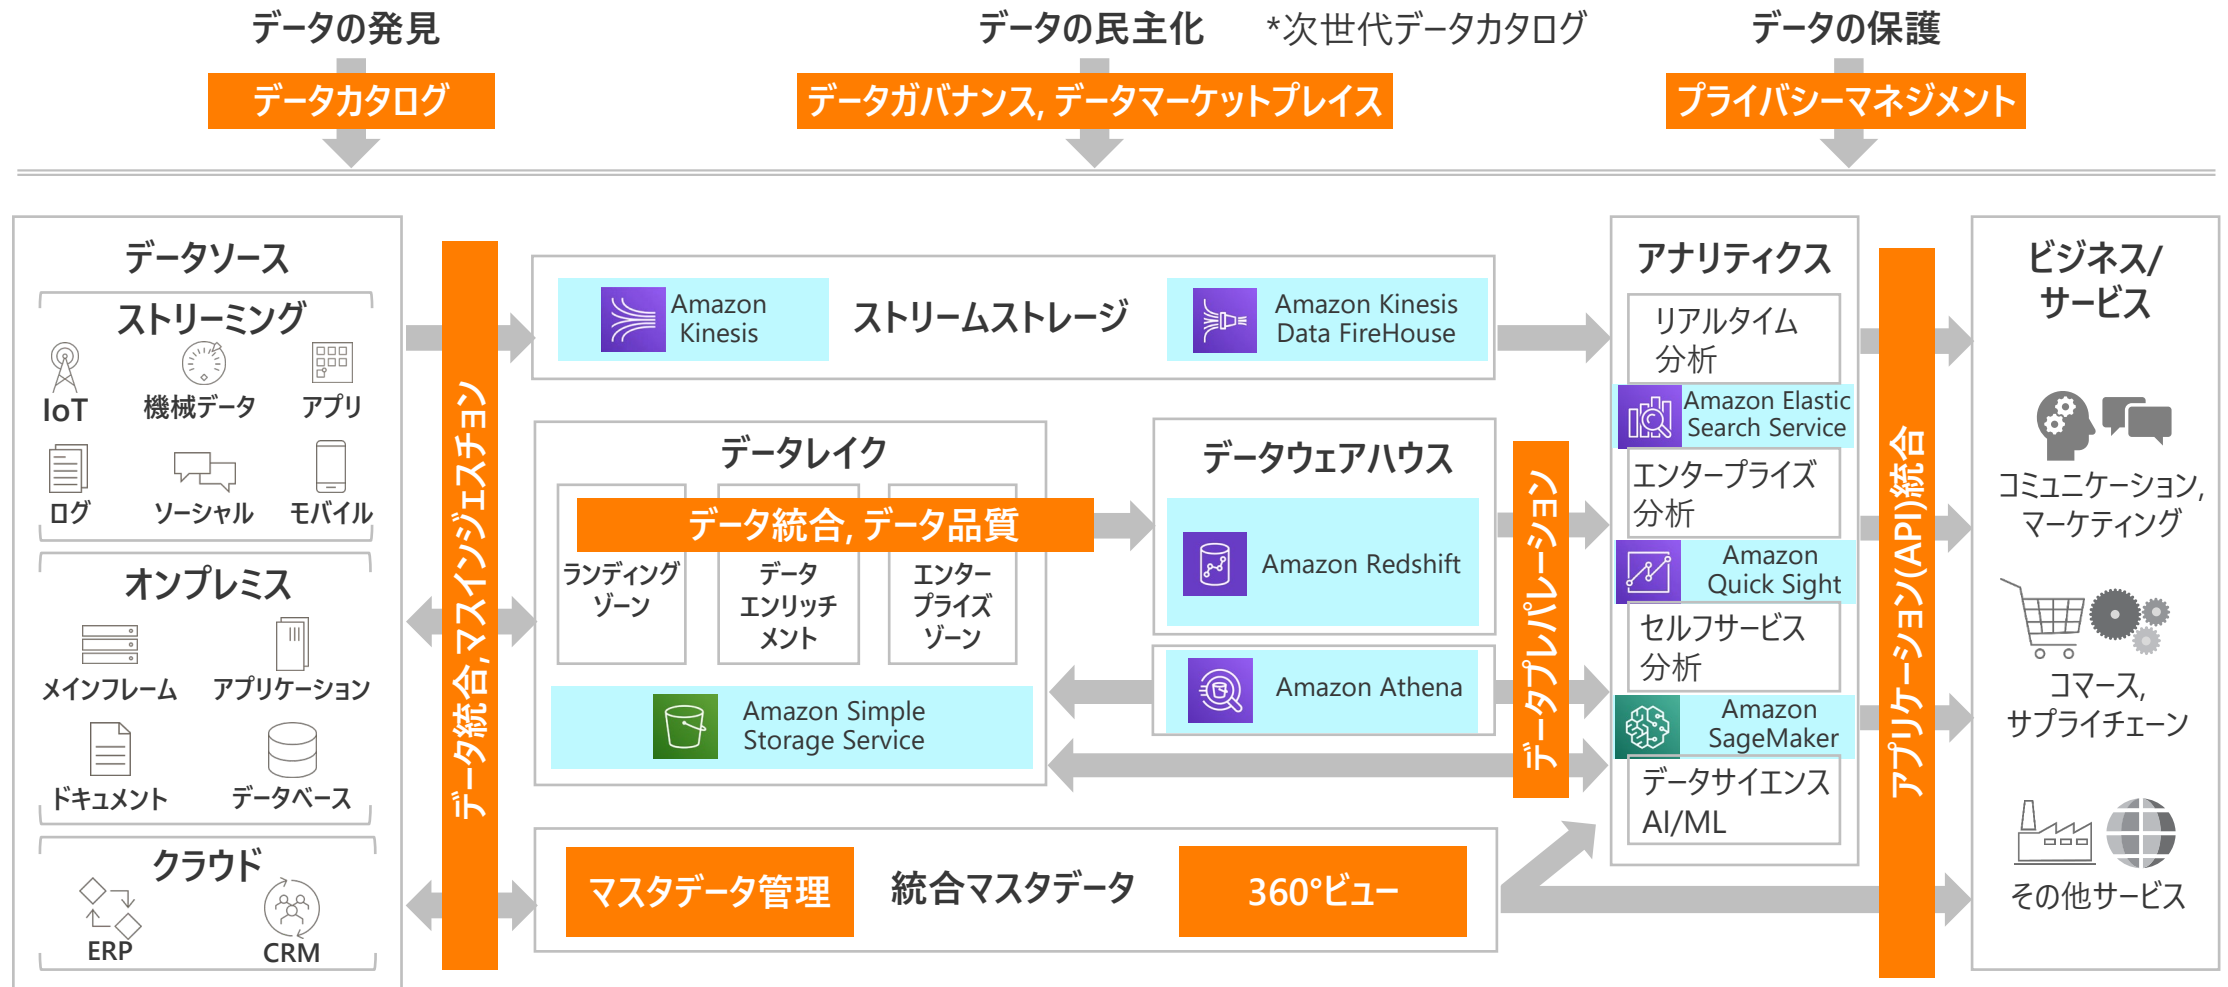 データの発見
データの民主化 *次世代データカタログ
データの保護
データカタログ
データガバナンス, データマーケットプレイス
プライバシーマネジメント
データソース
ストリーミング
IoT
機械データ
アプリ
ログ
ソーシャル
モバイル
オンプレミス
メインフレーム
アプリケーション
ドキュメント
データベース
クラウド
ERP
CRM
データ統合,マスインジェスチョン
Amazon
Kinesis
ストリームストレージ
Amazon Kinesis
Data FireHouse
データレイク
データ統合, データ品質
ランディング
ゾーン
データ
エンリッチ
メント
エンター
プライズ
ゾーン
Amazon Simple
Storage Service
データウェアハウス
Amazon Redshift
Amazon Athena
データプレパレーション
マスタデータ管理
統合マスタデータ
360°ビュー
アナリティクス
リアルタイム
分析
Amazon Elastic
Search Service
エンタープライズ
分析
Amazon
Quick Sight
セルフサービス
分析
Amazon
SageMaker
データサイエンス
AI/ML
アプリケーション(API)統合
ビジネス/
サービス
コミュニケーション,
マーケティング
コマース,
サプライチェーン
その他サービス